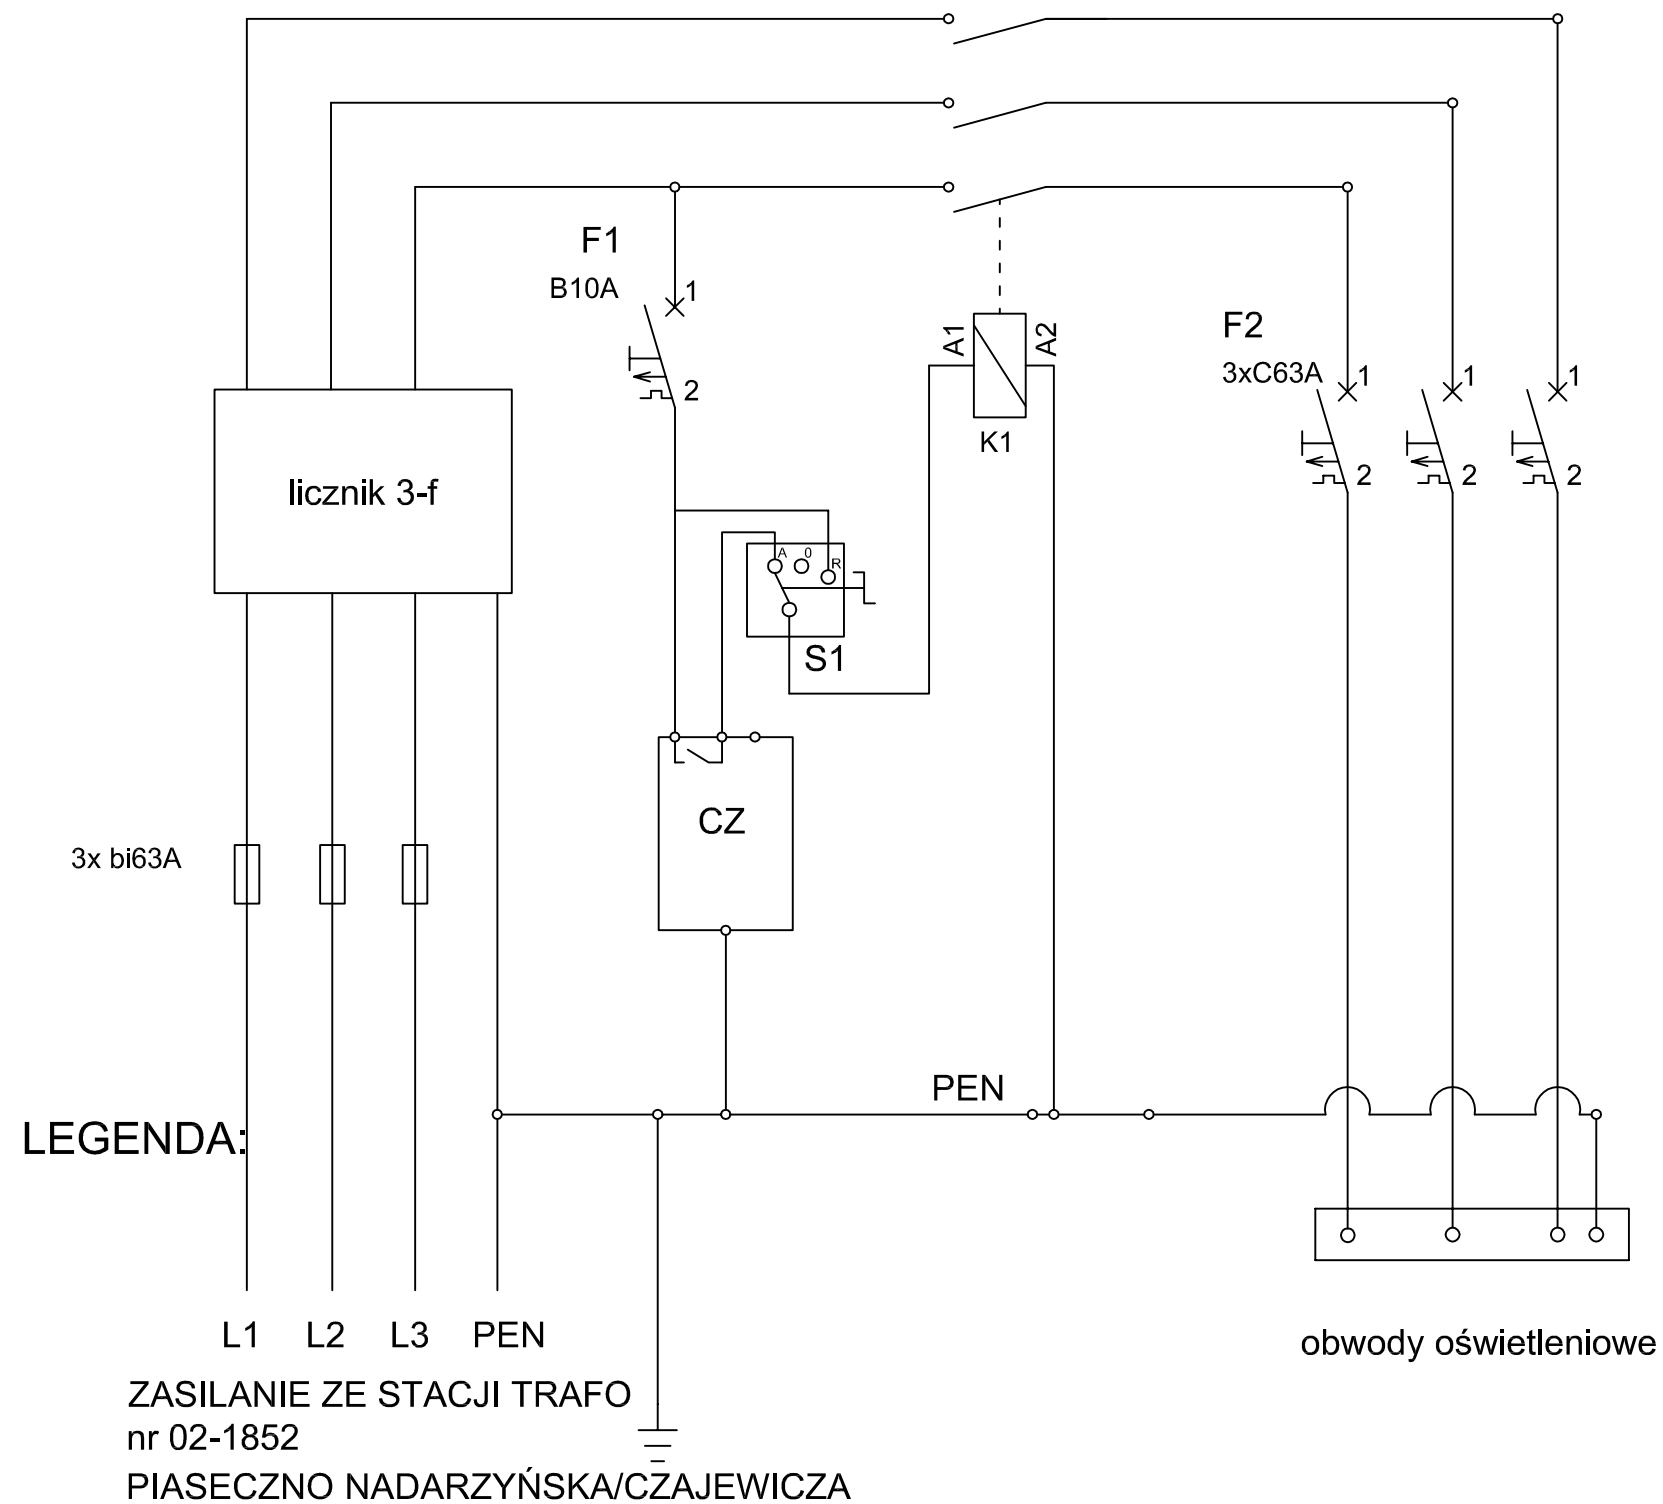 F1
B10A
1
2
A1
A2
K1
F2
3xC63A
1
2
1
2
1
2
licznik 3-f
A
0
R
S1
CZ
3x bi63A
PEN
LEGENDA:
L1
L2
L3
PEN
obwody oświetleniowe
ZASILANIE ZE STACJI TRAFO
nr 02-1852
PIASECZNO NADARZYŃSKA/CZAJEWICZA